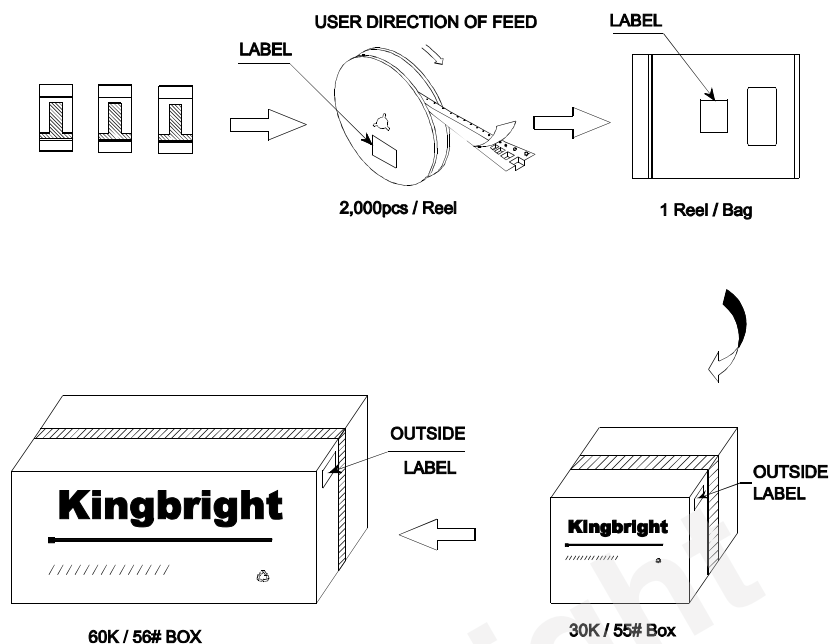 USER DIRECTION OF FEED
LABEL
LABEL
2,000pcs / Reel
1 Reel / Bag
OUTSIDE
LABEL
OUTSIDE
LABEL
Kingbright
Kingbright
60K / 56# BOX
30K / 55# Box